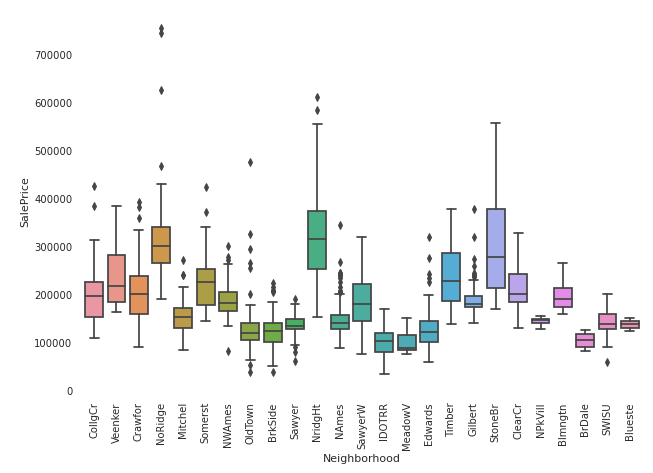 700000
600000
500000
400000
300000
200000
100000
0
SalePrice
CollgCr
Veenker
Crawfor
NoRidge
Mitchel
Somerst
NWAmes
OldTown
BrkSide
Sawyer
NridgHt
NAmes
SawyerW
IDOTRR
MeadowV
Edwards
Timber
Gilbert
StoneBr
ClearCr
NPkVill
Blmngtn
BrDale
SWISU
Blueste
Neighborhood